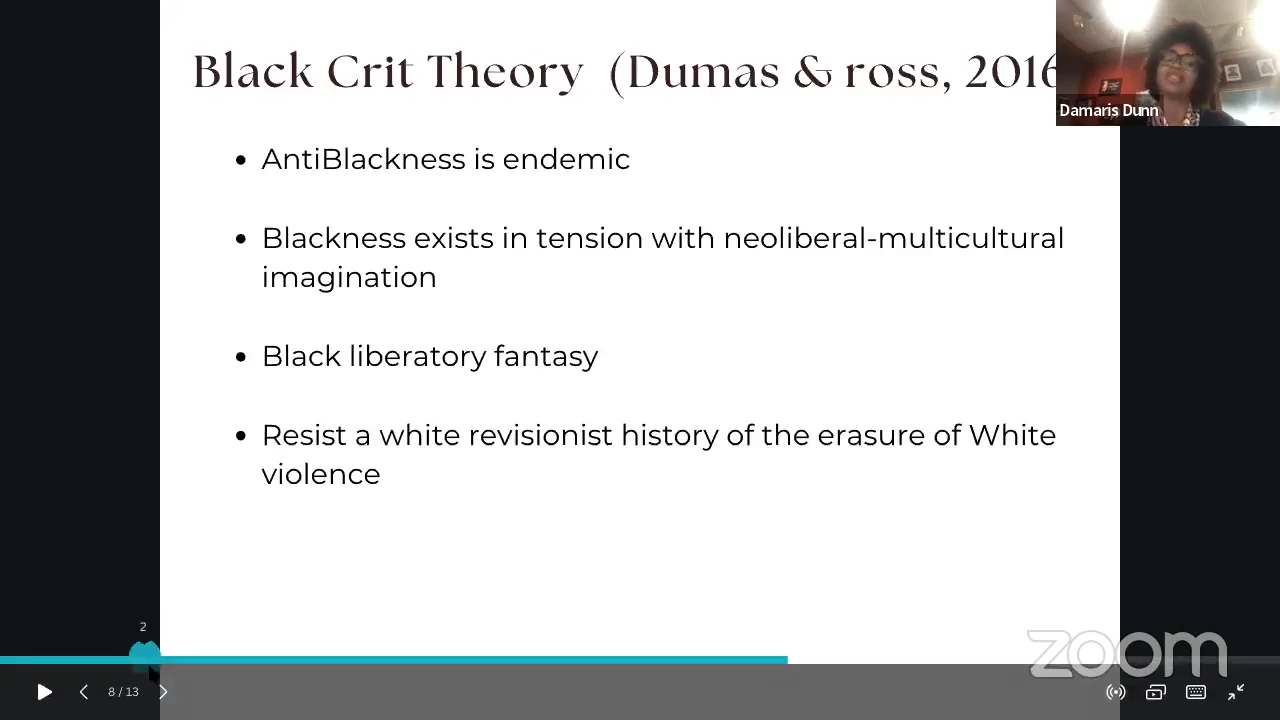 Black Crit Theory (Dumas & ross, 2016
Damaris Dunn
• AntiBlackness is endemic
• Blackness exists in tension with neoliberal-multicultural
imagination
• Black liberatory fantasy
• Resist a white revisionist history of the erasure of White
violence
2
zoom
8 / 13